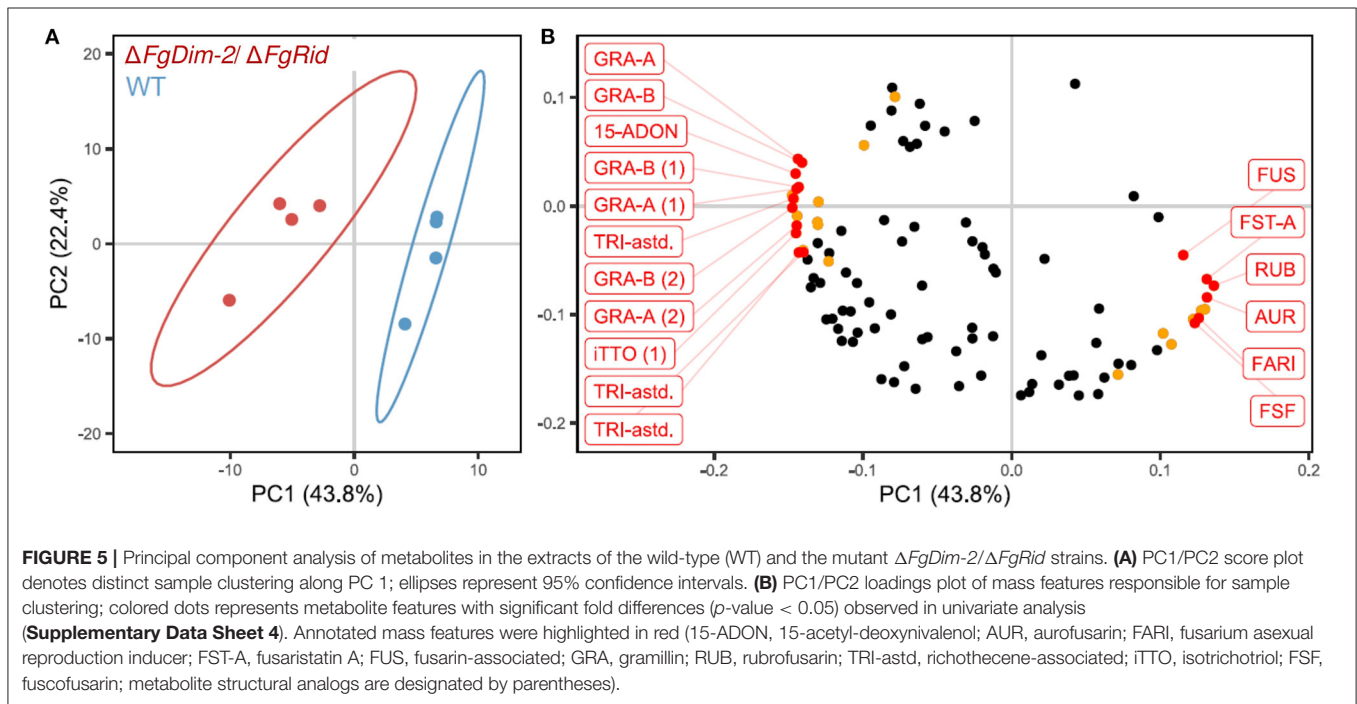 A
ΔFgDim-2/ ΔFgRid
WT
20
10
0
-10
-20
PC2 (22.4%)
-10
0
10
PC1 (43.8%)
B
GRA-A
GRA-B
15-ADON
GRA-B (1)
GRA-A (1)
TRI-astd.
GRA-B (2)
GRA-A (2)
iTTO (1)
TRI-astd.
TRI-astd.
0.1
0.0
-0.1
-0.2
FUS
FST-A
RUB
AUR
FARI
FSF
-0.2
-0.1
0.0
0.1
0.2
PC1 (43.8%)
FIGURE 5 | Principal component analysis of metabolites in the extracts of the wild-type (WT) and the mutant ΔFgDim-2/ΔFgRid strains. (A) PC1/PC2 score plot
denotes distinct sample clustering along PC 1; ellipses represent 95% confidence intervals. (B) PC1/PC2 loadings plot of mass features responsible for sample
clustering; colored dots represents metabolite features with significant fold differences (p-value < 0.05) observed in univariate analysis
(Supplementary Data Sheet 4). Annotated mass features were highlighted in red (15-ADON, 15-acetyl-deoxynivalenol; AUR, aurofusarin; FARI, fusarium asexual
reproduction inducer; FST-A, fusaristatin A; FUS, fusarin-associated; GRA, gramillin; RUB, rubrofusarin; TRI-astd, richothecene-associated; iTTO, isotrichotriol; FSF,
fuscofusarin; metabolite structural analogs are designated by parentheses).